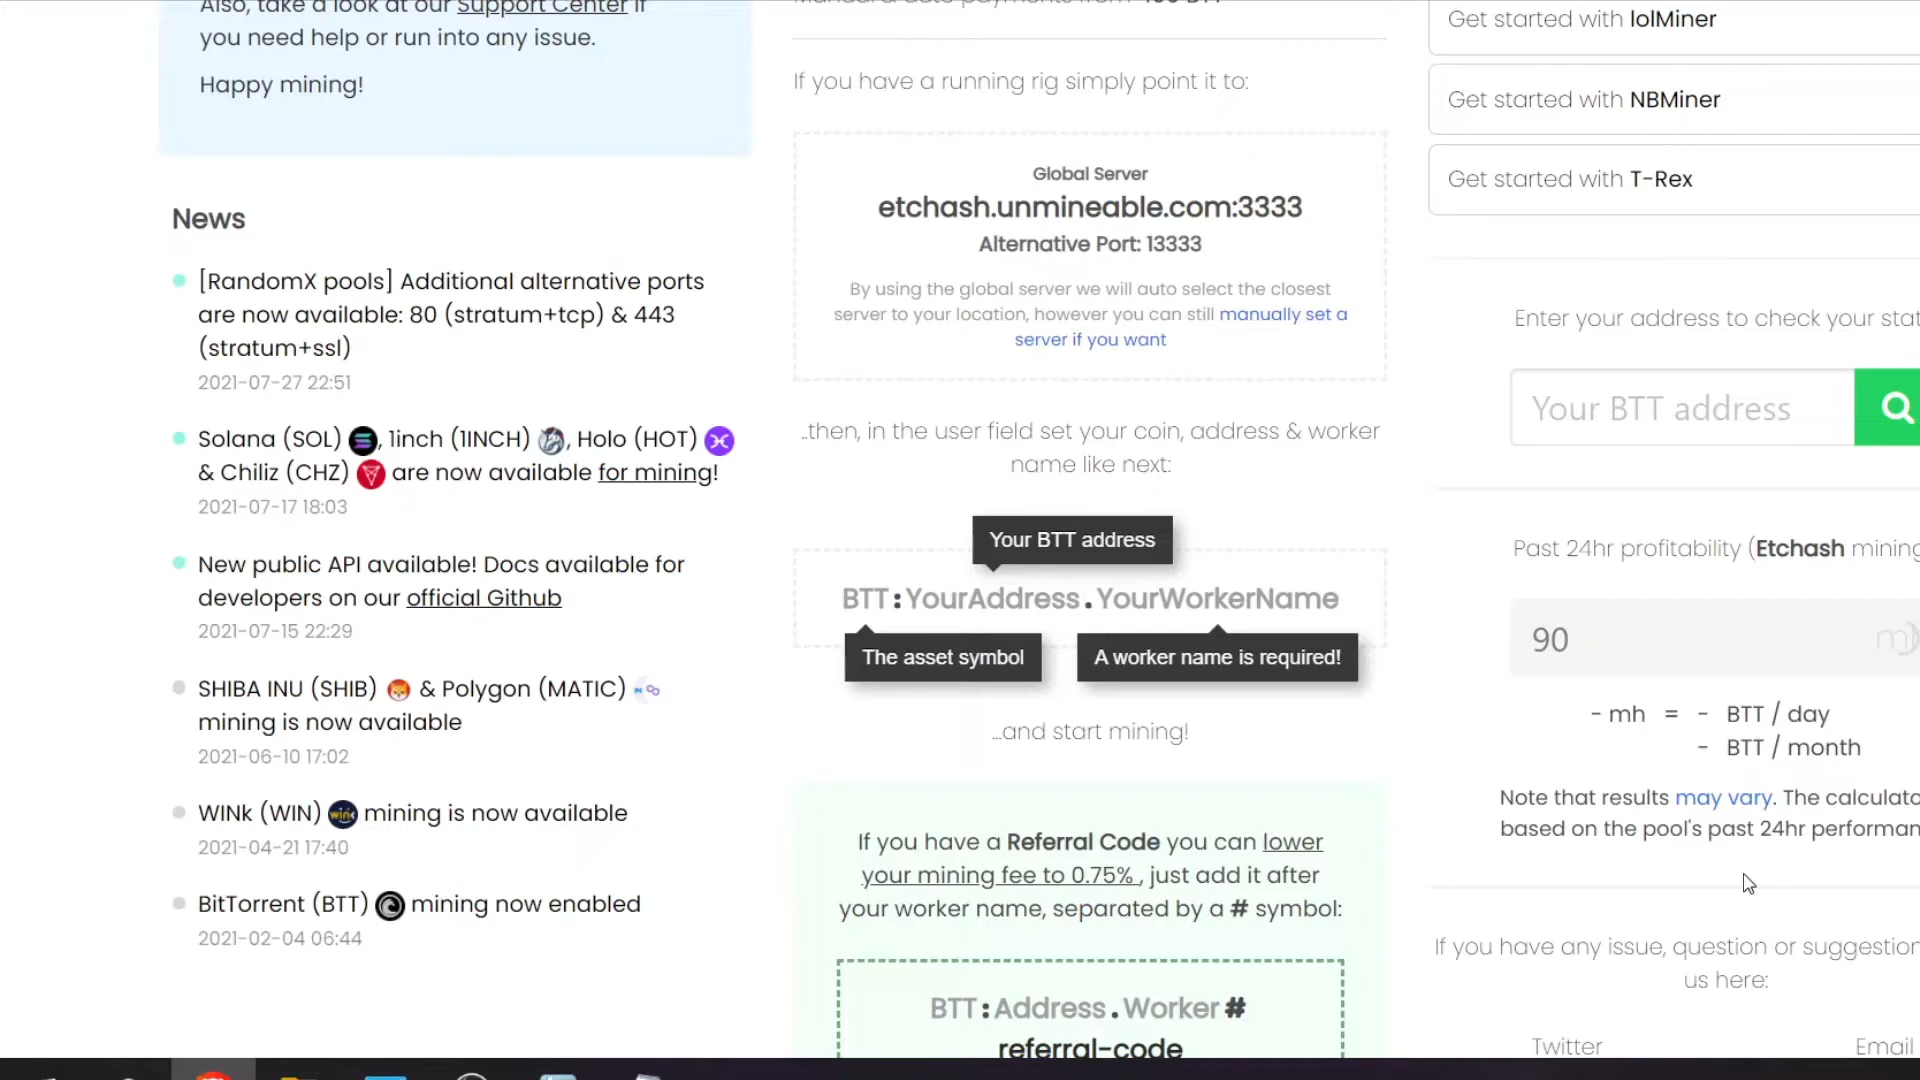 Also, take a look at our Support Center if
you need help or run into any issue.
Happy mining!
News
[RandomX pools] Additional alternative ports
are now available: 80 (stratum+tcp) & 443
(stratum+ssl)
2021-07-27 22:51
Solana (SOL) , 1inch (1INCH) , Holo (HOT)
& Chiliz (CHZ) are now available for mining!
2021-07-17 18:03
New public API available! Docs available for
developers on our official Github
2021-07-15 22:29
SHIBA INU (SHIB) & Polygon (MATIC)
mining is now available
2021-06-10 17:02
WINk (WIN) mining is now available
2021-04-21 17:40
BitTorrent (BTT) mining now enabled
2021-02-04 06:44
If you have a running rig simply point it to:
Global Server
etchash.unmineable.com:3333
Alternative Port: 13333
By using the global server we will auto select the closest
server to your location, however you can still manually set a
server if you want
..then, in the user field set your coin, address & worker
name like next:
Your BTT address
BTT:YourAddress.YourWorkerName
The asset symbol
A worker name is required!
...and start mining!
If you have a Referral Code you can lower
your mining fee to 0.75% , just add it after
your worker name, separated by a # symbol:
BTT:Address.Worker#
referral-code
Get started with lolMiner
Get started with NBMiner
Get started with T-Rex
Enter your address to check your stat
Your BTT address
Past 24hr profitability (Etchash mining
90
- mh = - BTT / day
- BTT / month
Note that results may vary. The calculato
based on the pool's past 24hr performan
If you have any issue, question or suggestion
us here:
Twitter
Email